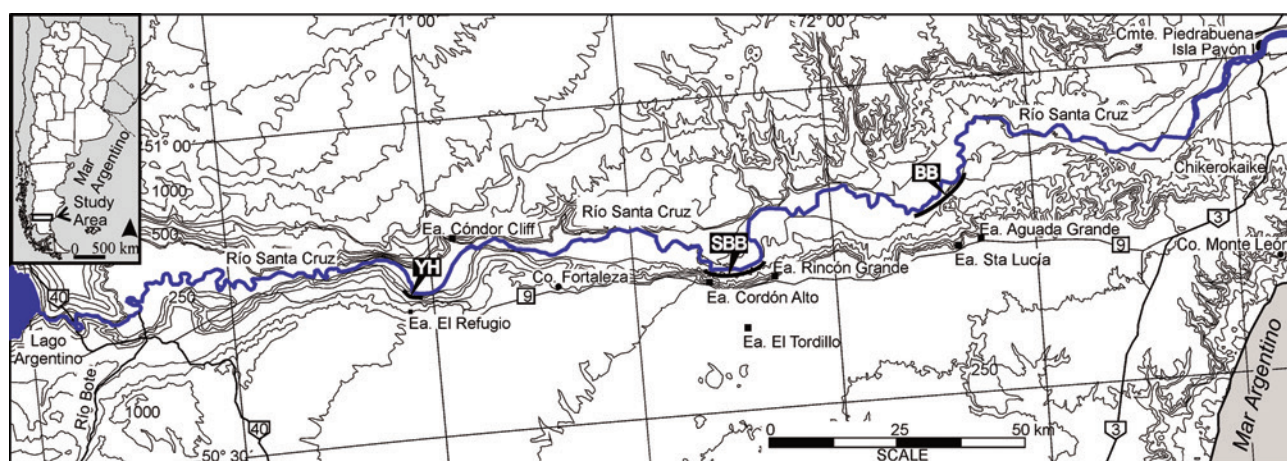 71° 00'
72° 00'
Cmte. Piedrabuena
Isla Pavón
Río Santa Cruz
51° 00'
Mar
Argentino
Study
Area
0 500 km
1000
500
BB
Chikerokaike
Río Santa Cruz
Ea. Cóndor Cliff
Río Santa Cruz
SBB
Ea. Aguada Grande
9
3
YH
Co. Fortaleza
Ea. Rincón Grande
Ea. Sta Lucía
Co. Monte León
40
250
9
Ea. Cordón Alto
Ea. El Refugio
Lago
Argentino
Ea. El Tordillo
250
Río Bote
1000
Mar Argentino
40
50° 30'
0 25 50 km
SCALE
3